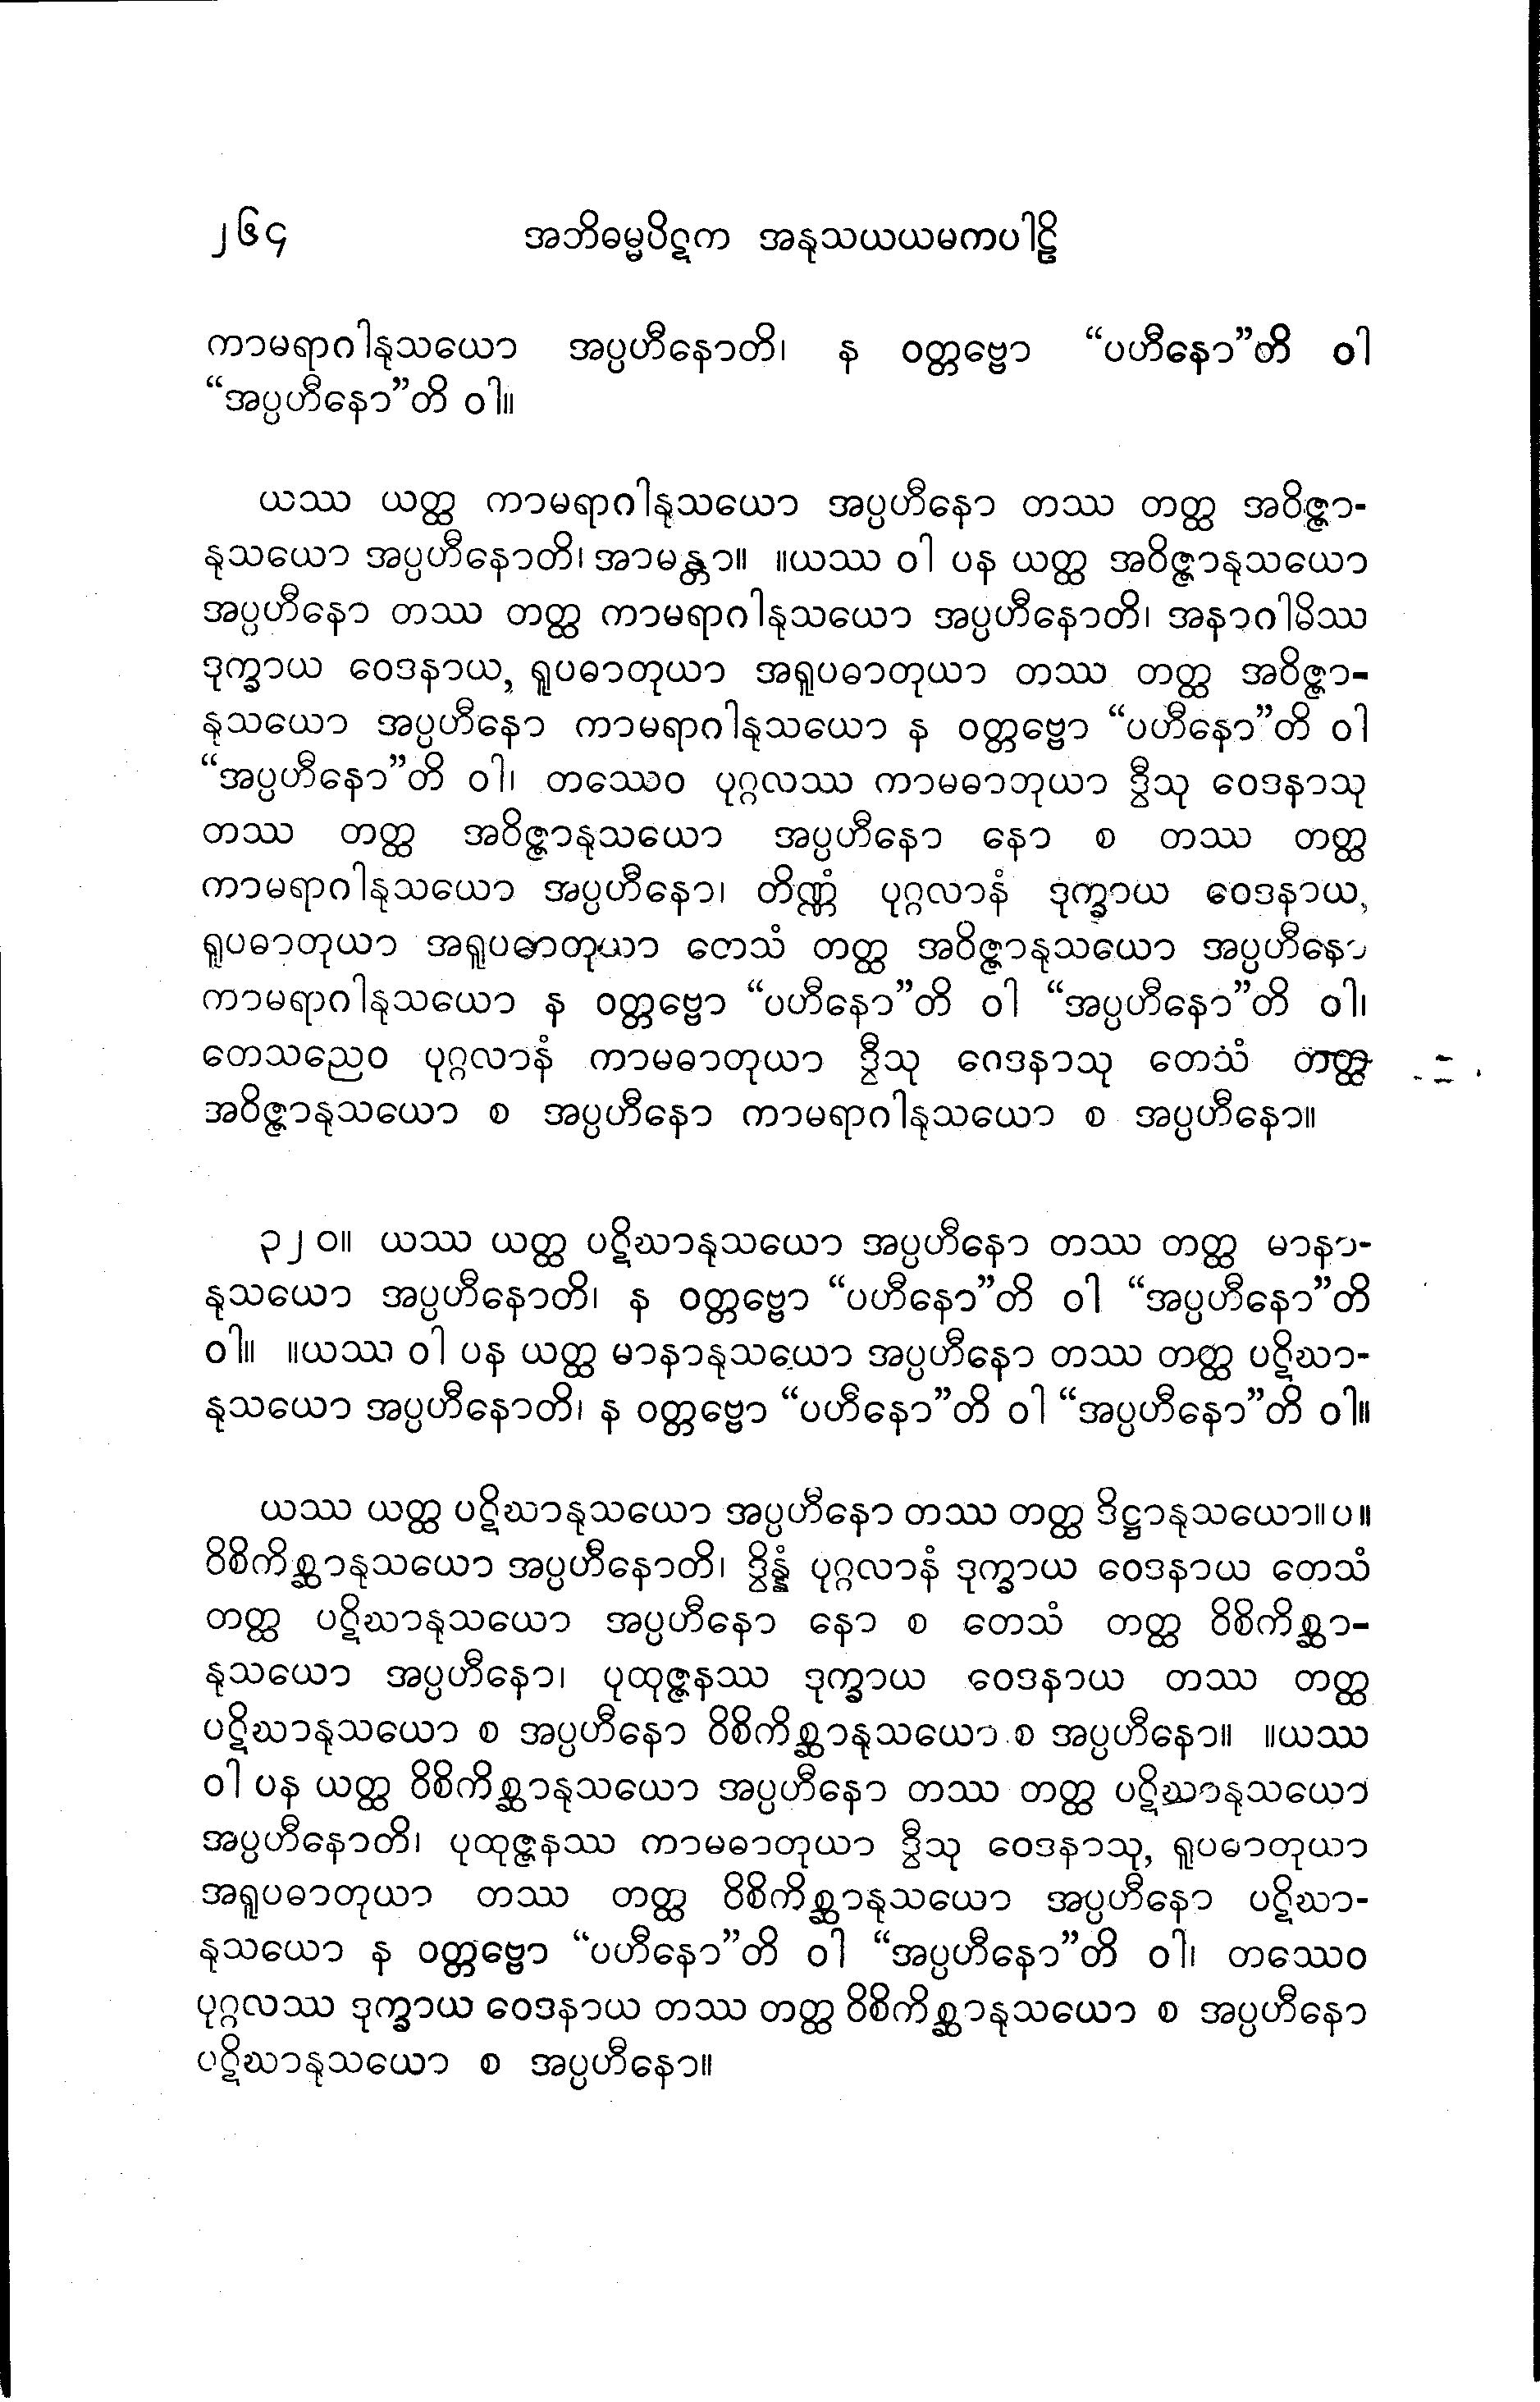 ၂၆၄ အဘိဓမ္မပိဋက အနုသယယမကပါဠိ
ကာမရာဂါနုသယော အပ္ပဟီနောတိ၊ န ဝတ္တဗ္ဗော “ပဟီနော”တိ ဝါ
“အပ္ပဟီနော”တိ ဝါ။
ယဿ ယတ္ထ ကာမရာဂါနုသယော အပ္ပဟီနော တဿ တတ္ထ အဝိဇ္ဇာ-
နုသယော အပ္ပဟီနောတိ၊ အာမန္တာ။ ။ယဿ ဝါ ပန ယတ္ထ အဝိဇ္ဇာနုသယော
အပ္ပဟီနော တဿ တတ္ထ ကာမရာဂါနုသယော အပ္ပဟီနောတိ၊ အနာဂါမိဿ
ဒုက္ခာယ ဝေဒနာယ, ရူပဓာတုယာ အရူပဓာတုယာ တဿ တတ္ထ အဝိဇ္ဇာ-
နုသယော အပ္ပဟီနော ကာမရာဂါနုသယော န ဝတ္တဗ္ဗော “ပဟီနော”တိ ဝါ
“အပ္ပဟီနော”တိ ဝါ၊ တဿေဝ ပုဂ္ဂလဿ ကာမဓာဘုယာ ဒွီသု ဝေဒနာသု
တဿ တတ္ထ အဝိဇ္ဇာနုသယော အပ္ပဟီနော နော စ တဿ တတ္ထ
ကာမရာဂါနုသယော အပ္ပဟီနော၊ တိဏ္ဏံ ပုဂ္ဂလာနံ ဒုက္ခာယ ဝေဒနာယ,
ရူပဓာတုယာ အရူပဓာတုယာ တေသံ တတ္ထ အဝိဇ္ဇာနုသယော အပ္ပဟီနော
ကာမရာဂါနုသယော န ဝတ္တဗ္ဗော “ပဟီနော”တိ ဝါ “အပ္ပဟီနော”တိ ဝါ၊
တေသညေဝ ပုဂ္ဂလာနံ ကာမဓာတုယာ ဒွီသု ဂေဒနာသု တေသံ တတ္ထ
အဝိဇ္ဇာနုသယော စ အပ္ပဟီနော ကာမရာဂါနုသယော စ အပ္ပဟီနော။
၃၂၀။ ယဿ ယတ္ထ ပဋိဃာနုသယော အပ္ပဟီနော တဿ တတ္ထ မာနာ-
နုသယော အပ္ပဟီနောတိ၊ န ဝတ္တဗ္ဗော “ပဟီနော”တိ ဝါ “အပ္ပဟီနော”တိ
ဝါ။ ။ယဿ ဝါ ပန ယတ္ထ မာနာနုသယော အပ္ပဟီနော တဿ တတ္ထ ပဋိဃာ-
နုသယော အပ္ပဟီနောတိ၊ န ဝတ္တဗ္ဗော “ပဟီနော”တိ ဝါ “အပ္ပဟီနော”တိ ဝါ။
ယဿ ယတ္ထ ပဋိဃာနုသယော အပ္ပဟီနော တဿ တတ္ထ ဒိဋ္ဌာနုသယော။ပ။
ဝိစိကိစ္ဆာနုသယော အပ္ပဟီနောတိ၊ ဒွိန္နံ ပုဂ္ဂလာနံ ဒုက္ခာယ ဝေဒနာယ တေသံ
တတ္ထ ပဋိဃာနုသယော အပ္ပဟီနော နော စ တေသံ တတ္ထ ဝိစိကိစ္ဆာ-
နုသယော အပ္ပဟီနော၊ ပုထုဇ္ဇနဿ ဒုက္ခာယ ဝေဒနာယ တဿ တတ္ထ
ပဋိဃာနုသယော စ အပ္ပဟီနော ဝိစိကိစ္ဆာနုသယော စ အပ္ပဟီနော။ ။ယဿ
ဝါ ပန ယတ္ထ ဝိစိကိစ္ဆာနုသယော အပ္ပဟီနော တဿ တတ္ထ ပဋိဃာနုသယော
အပ္ပဟီနောတိ၊ ပုထုဇ္ဇနဿ ကာမဓာတုယာ ဒွီသု ဝေဒနာသု, ရူပဓာတုယာ
အရူပဓာတုယာ တဿ တတ္ထ ဝိစိကိစ္ဆာနုသယော အပ္ပဟီနော ပဋိဃာ-
နုသယော န ဝတ္တဗ္ဗော “ပဟီနော”တိ ဝါ “အပ္ပဟီနော”တိ ဝါ၊ တဿေဝ
ပုဂ္ဂလဿ ဒုက္ခာယ ဝေဒနာယ တဿ တတ္ထ ဝိစိကိစ္ဆာနုသယော စ အပ္ပဟီနော
ပဋိဃာနုသယော စ အပ္ပဟီနော။